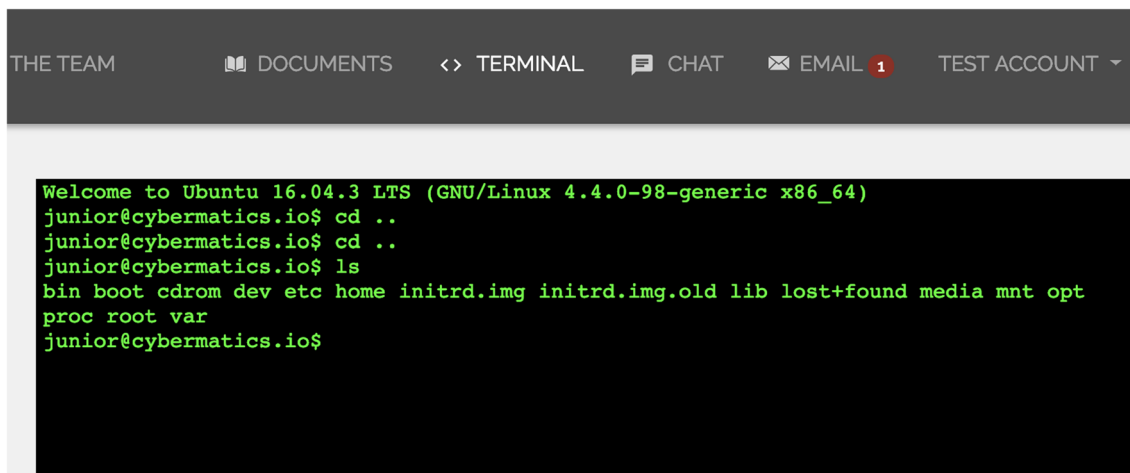 THE TEAM DOCUMENTS <> TERMINAL CHAT EMAIL 1 TEST ACCOUNT
Welcome to Ubuntu 16.04.3 LTS (GNU/Linux 4.4.0-98-generic x86_64)
junior@cybermatics.io$ cd ..
junior@cybermatics.io$ cd ..
junior@cybermatics.io$ ls
bin boot cdrom dev etc home initrd.img initrd.img.old lib lost+found media mnt opt
proc root var
junior@cybermatics.io$